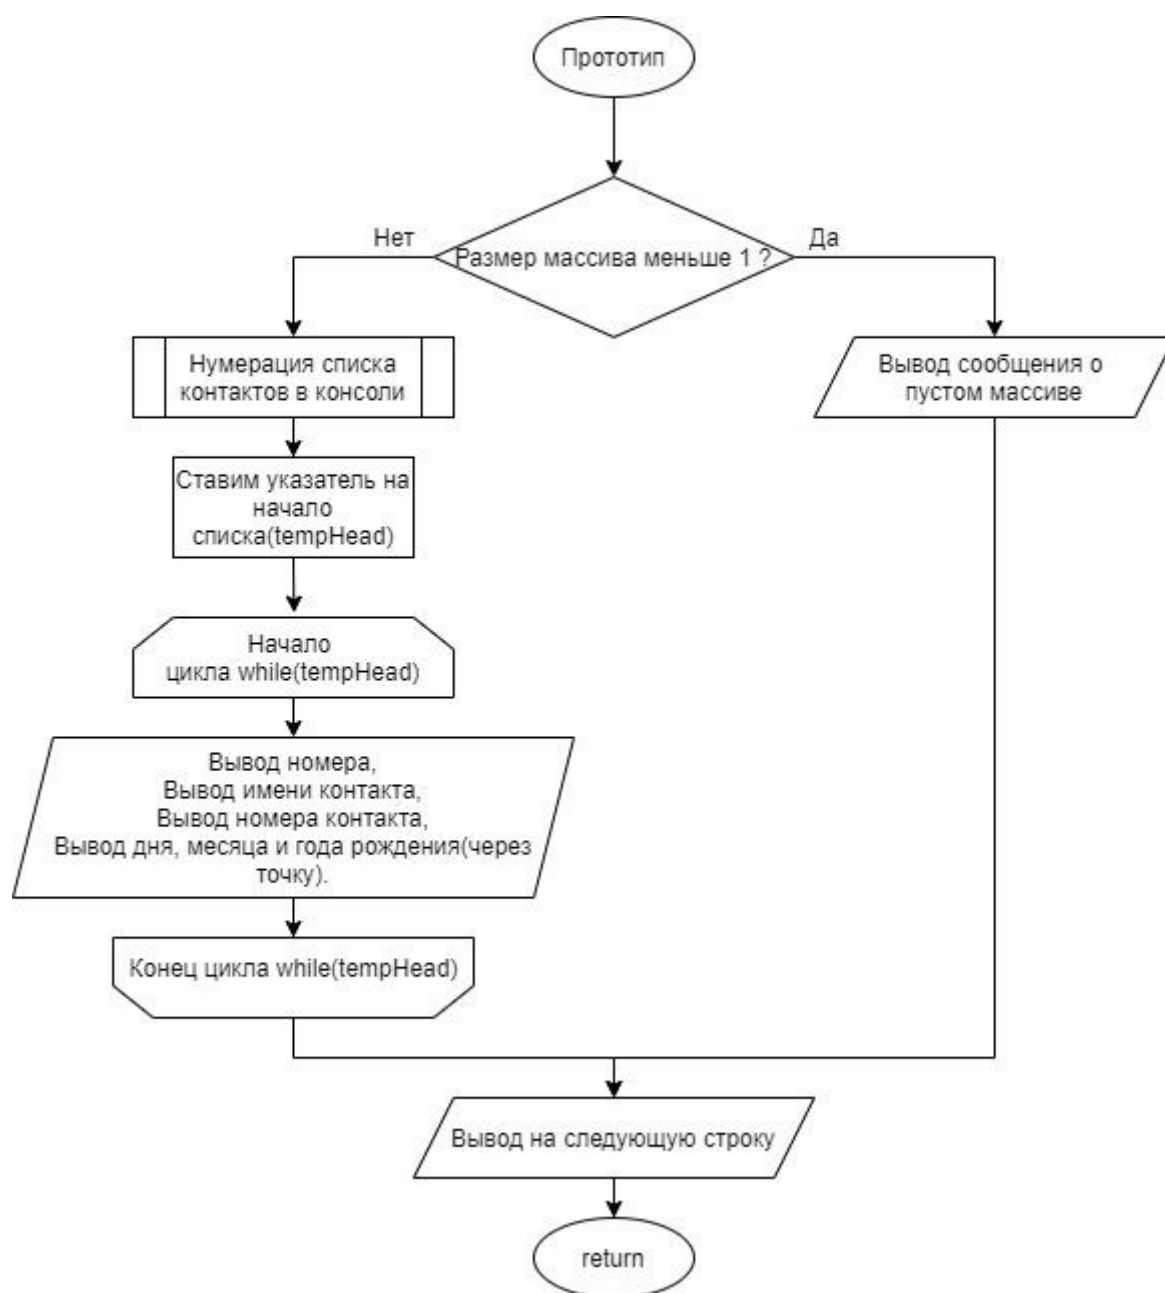 Прототип
Нет
Да
Размер массива меньше 1 ?
Нумерация списка
контактов в консоли
Вывод сообщения о
пустом массиве
Ставим указатель на
начало
списка(tempHead)
Начало
цикла while(tempHead)
Вывод номера,
Вывод имени контакта,
Вывод номера контакта,
Вывод дня, месяца и года рождения(через
точку).
Конец цикла while(tempHead)
Вывод на следующую строку
return